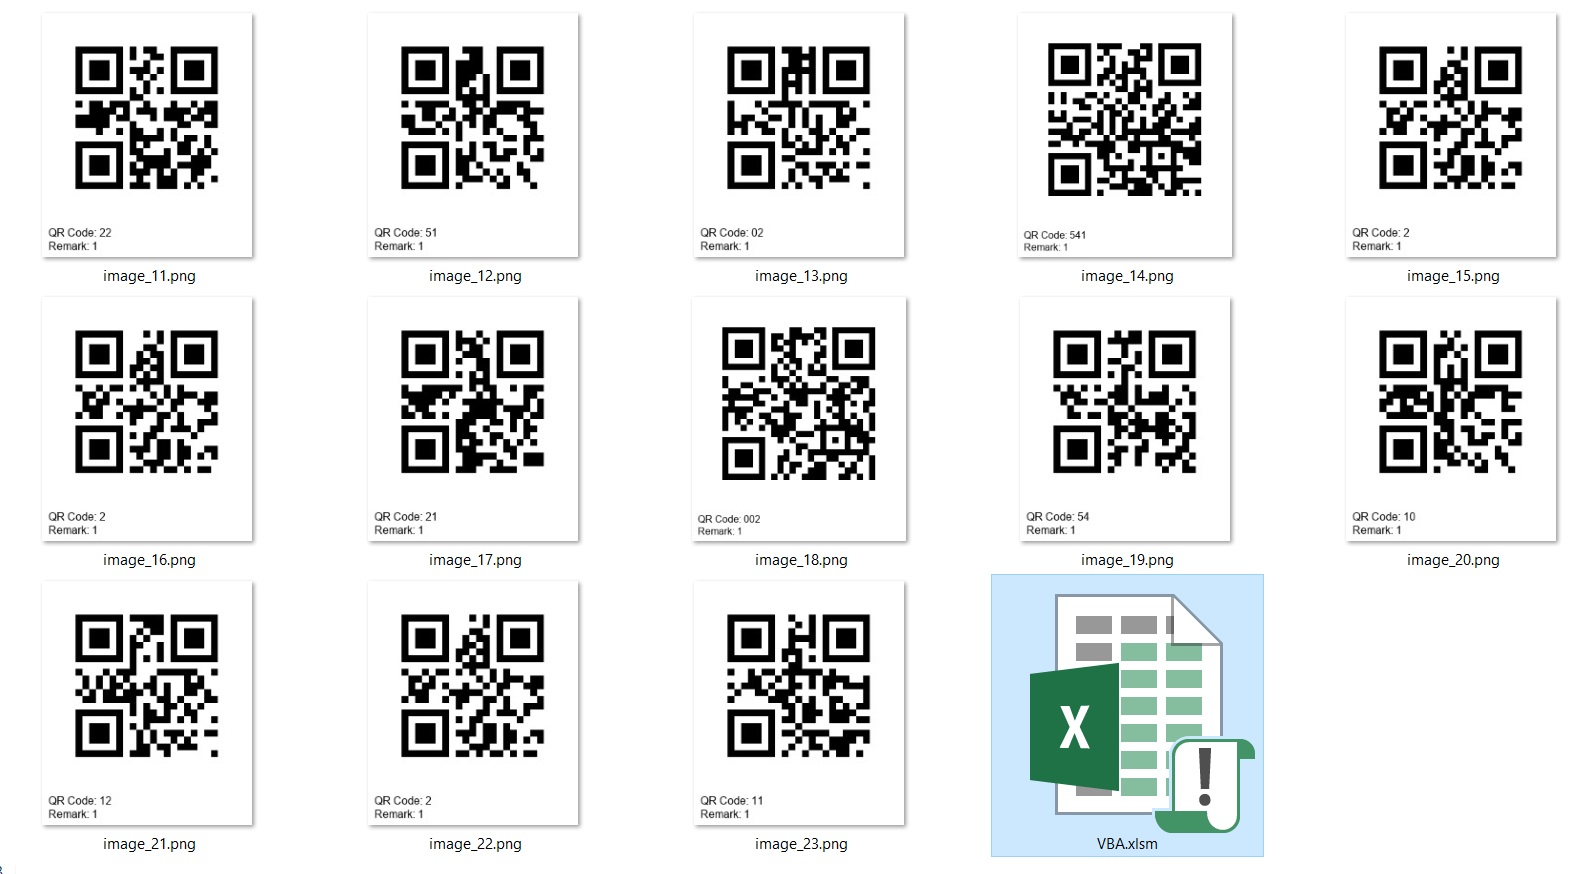 QR Code: 22
Remark: 1
image_11.png
QR Code: 51
Remark: 1
image_12.png
QR Code: 02
Remark: 1
image_13.png
QR Code: 541
Remark: 1
image_14.png
QR Code: 2
Remark: 1
image_15.png
QR Code: 2
Remark: 1
image_16.png
QR Code: 21
Remark: 1
image_17.png
QR Code: 002
Remark: 1
image_18.png
QR Code: 54
Remark: 1
image_19.png
QR Code: 10
Remark: 1
image_20.png
QR Code: 12
Remark: 1
image_21.png
QR Code: 2
Remark: 1
image_22.png
QR Code: 11
Remark: 1
image_23.png
X
VBA.xlsm